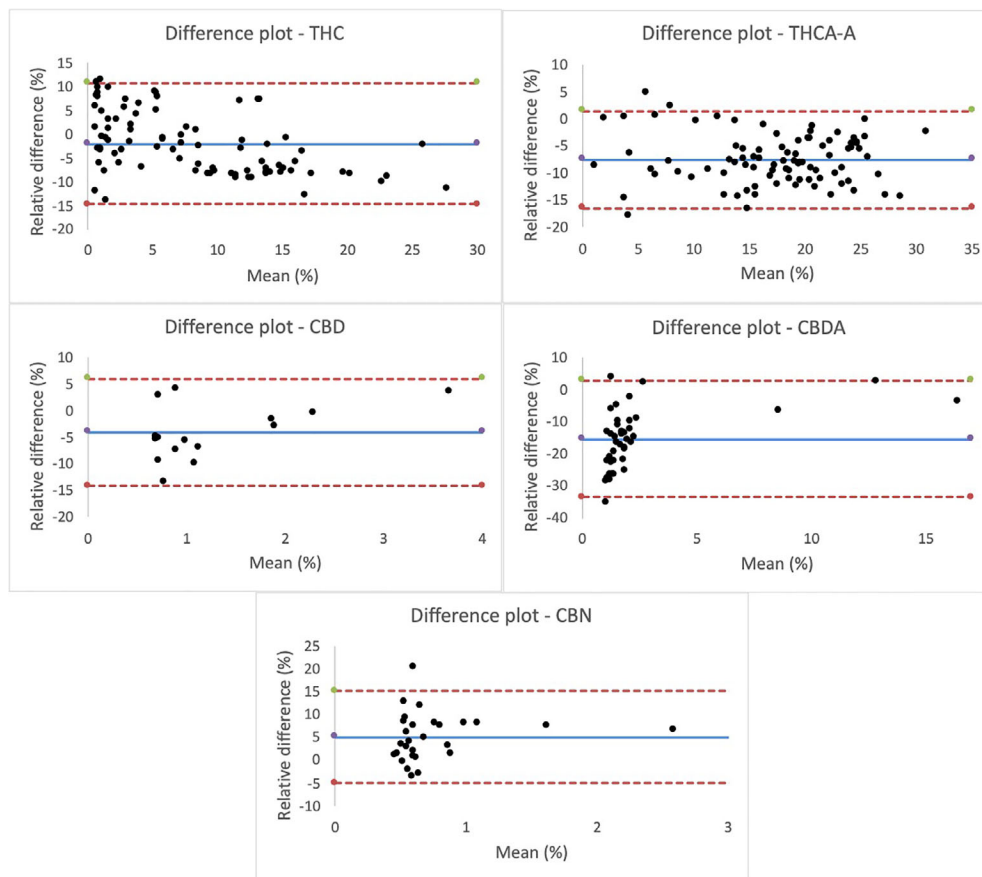 Difference plot - THC
Relative difference (%)
15
10
5
0
-5
-10
-15
-20
0 5 10 15 20 25 30
Mean (%)
Difference plot - THCA-A
Relative difference (%)
10
5
0
-5
-10
-15
-20
0 5 10 15 20 25 30 35
Mean (%)
Difference plot - CBD
Relative difference (%)
10
5
0
-5
-10
-15
-20
0 1 2 3 4
Mean (%)
Difference plot - CBDA
Relative difference (%)
10
0
-10
-20
-30
-40
0 5 10 15
Mean (%)
Difference plot - CBN
Relative difference (%)
25
20
15
10
5
0
-5
-10
0 1 2 3
Mean (%)